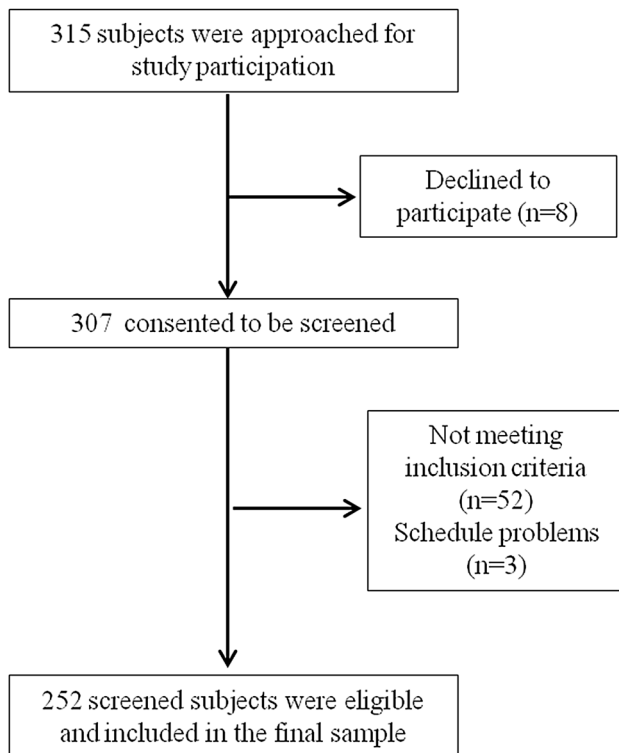 315 subjects were approached for
study participation
Declined to
participate (n=8)
307 consented to be screened
Not meeting
inclusion criteria
(n=52)
Schedule problems
(n=3)
252 screened subjects were eligible
and included in the final sample